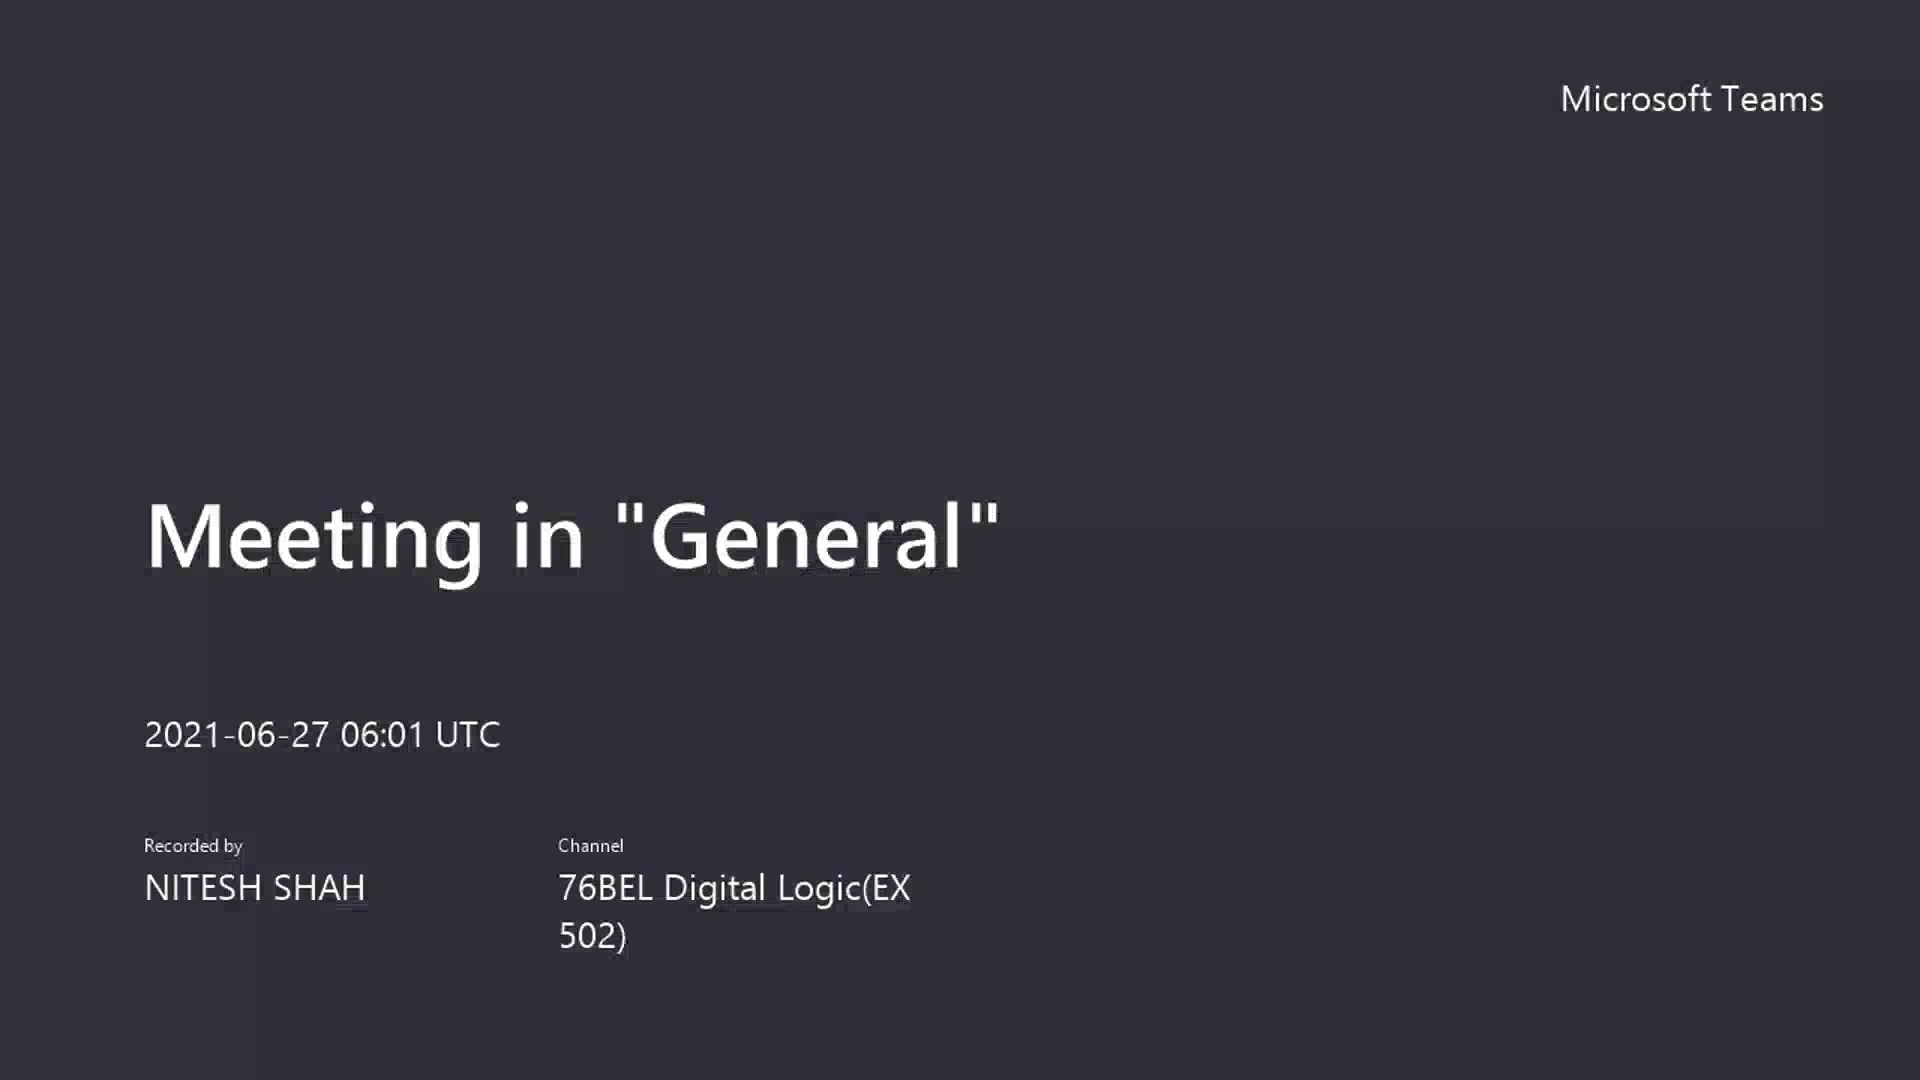 Microsoft Teams
Meeting in "General"
2021-06-27 06:01 UTC
Recorded by
NITESH SHAH
Channel
76BEL Digital Logic(EX
502)